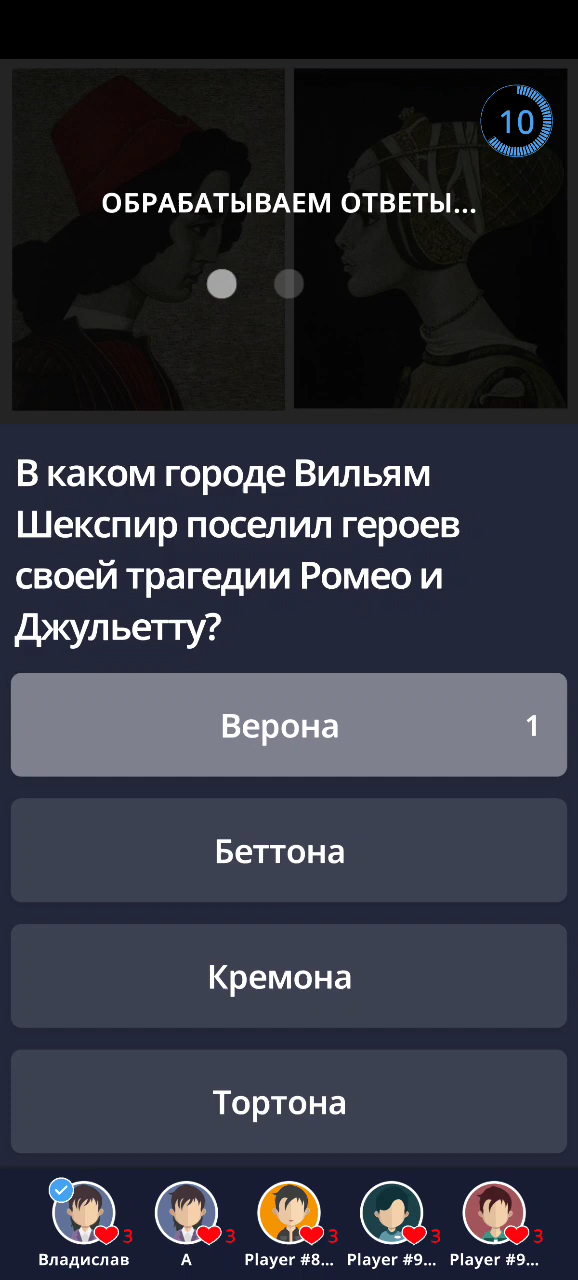 10
ОБРАБАТЫВАЕМ ОТВЕТЫ...
В каком городе Вильям
Шекспир поселил героев
своей трагедии Ромео и
Джульетту?
Верона 1
Беттона
Кремона
Тортона
3 3 3 3 3
Владислав А Player #8... Player #9... Player #9...